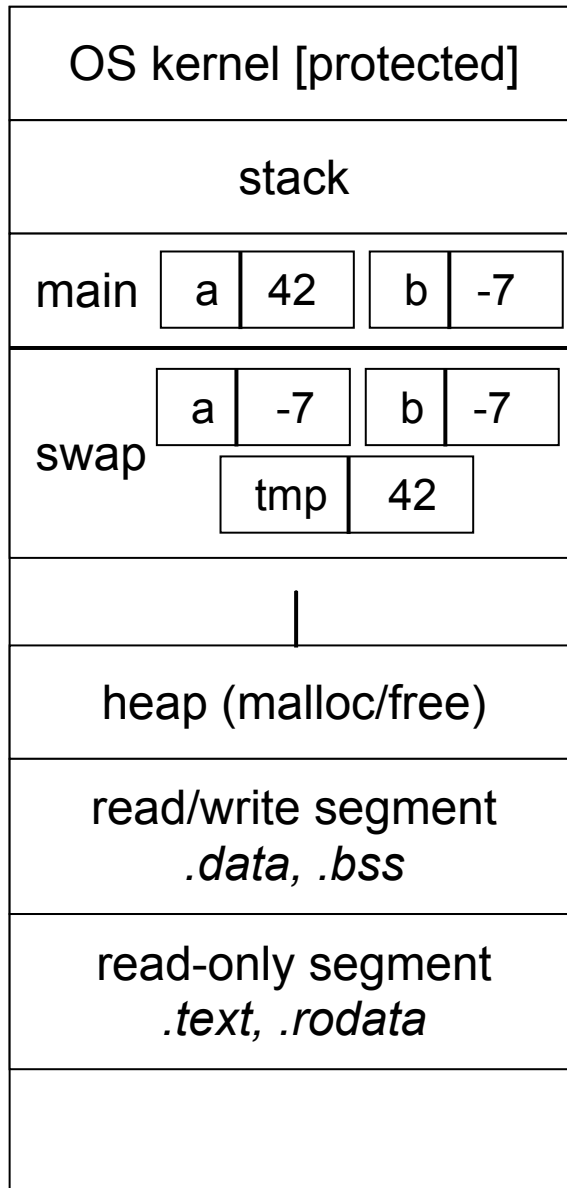 OS kernel [protected]
stack
main a 42 b -7
a -7 b -7
swap
tmp 42
heap (malloc/free)
read/write segment
.data, .bss
read-only segment
.text, .rodata